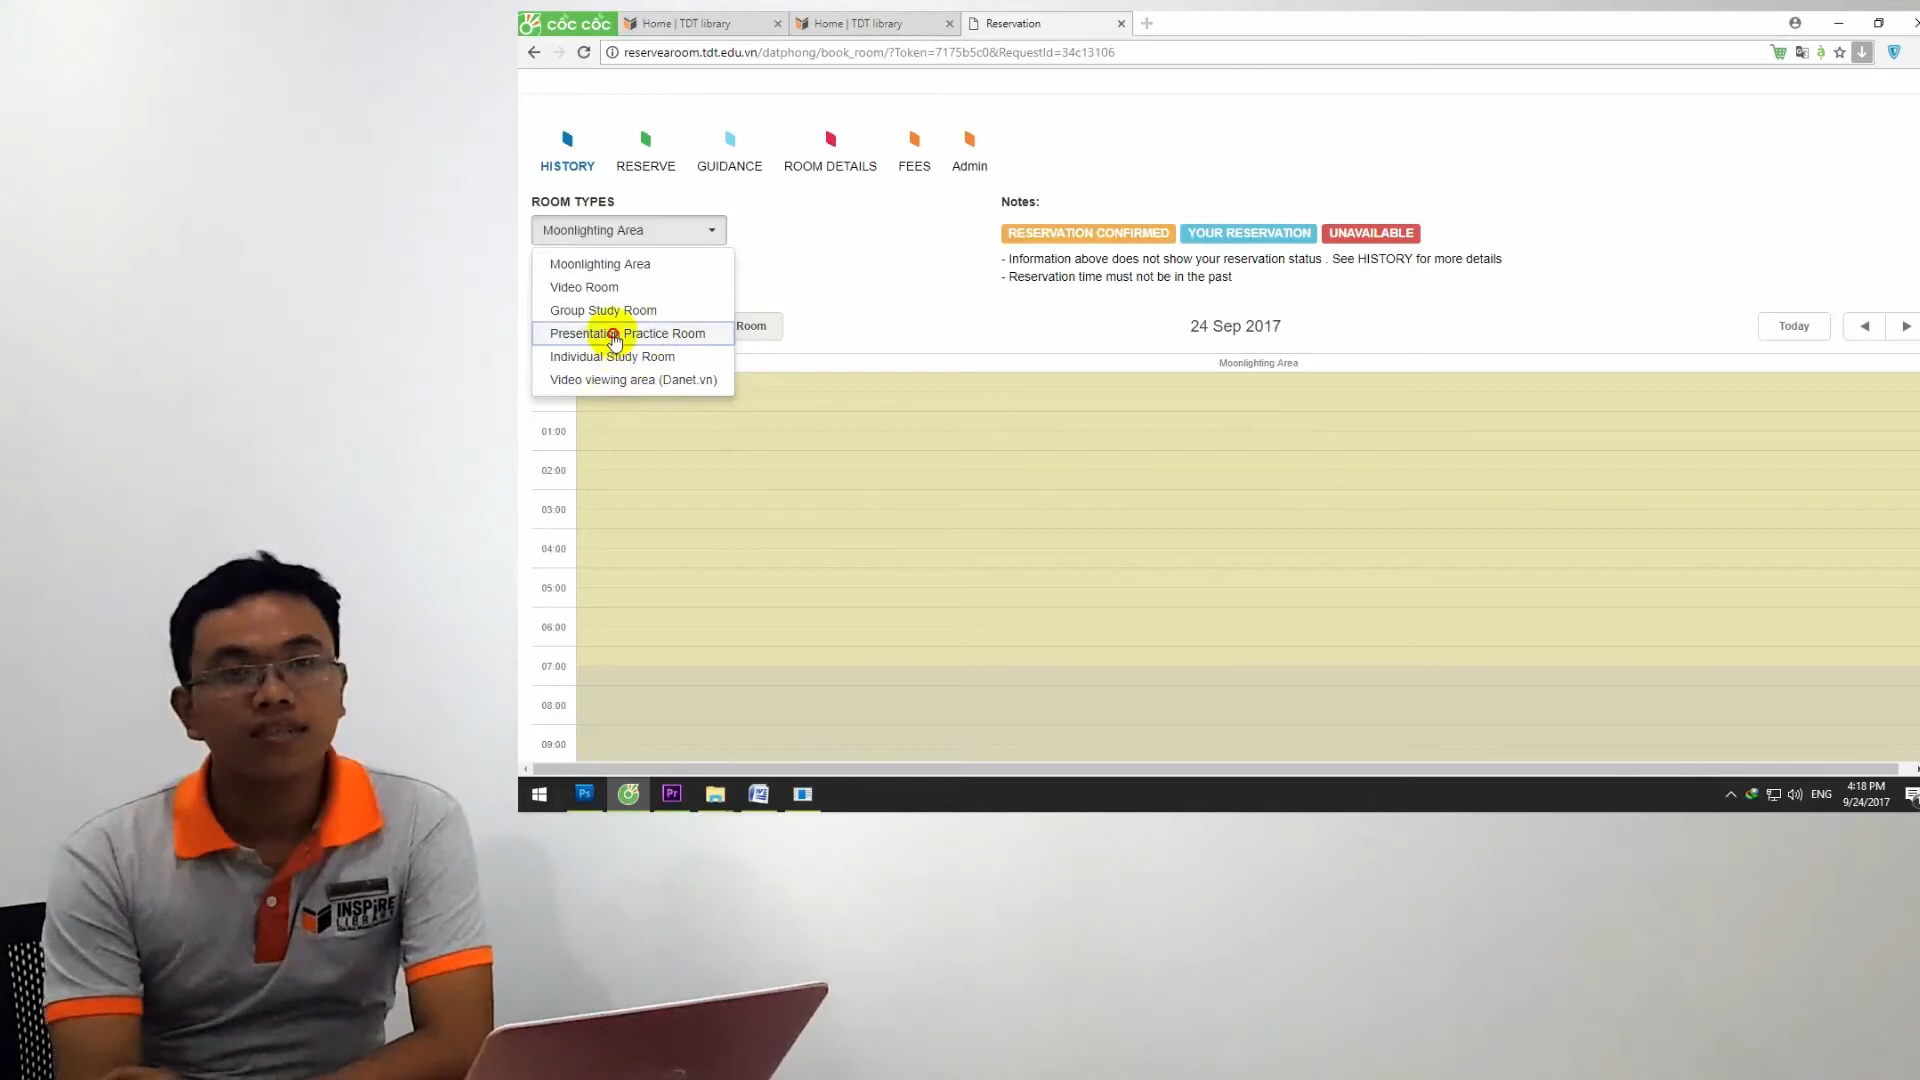 cốc cốc
Home | TDT library
Home | TDT library
Reservation
reservearoom.tdt.edu.vn/datphong/book_room/?Token=7175b5c0&RequestId=34c13106
HISTORY
RESERVE
GUIDANCE
ROOM DETAILS
FEES
Admin
ROOM TYPES
Moonlighting Area
Moonlighting Area
Video Room
Group Study Room
Presentation Practice Room
Individual Study Room
Video viewing area (Danet.vn)
Notes:
RESERVATION CONFIRMED
YOUR RESERVATION
UNAVAILABLE
- Information above does not show your reservation status . See HISTORY for more details
- Reservation time must not be in the past
Room
24 Sep 2017
Today
Moonlighting Area
01:00
02:00
03:00
04:00
05:00
06:00
07:00
08:00
09:00
Ps
Pr
ENG
4:18 PM
9/24/2017
INSPiRE
LIBRARY